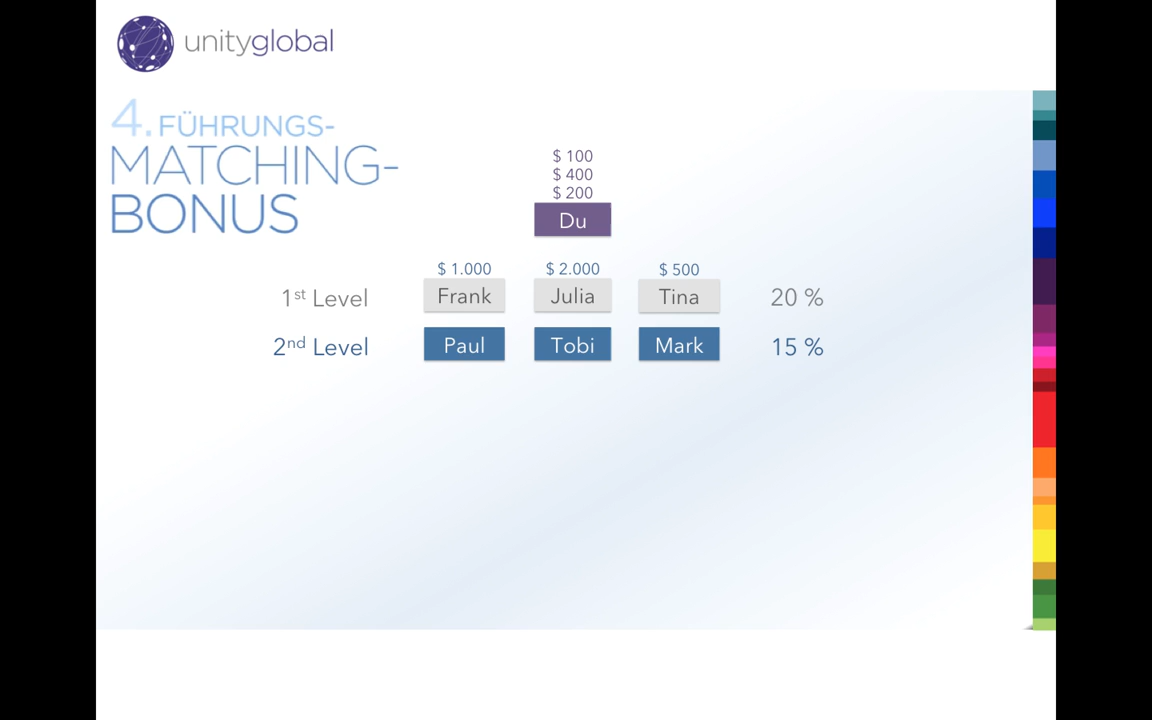 unityglobal
4. FÜHRUNGS-
MATCHING-
BONUS
$ 100
$ 400
$ 200
Du
$ 1.000 $ 2.000 $ 500
1st Level Frank Julia Tina 20 %
2nd Level Paul Tobi Mark 15 %